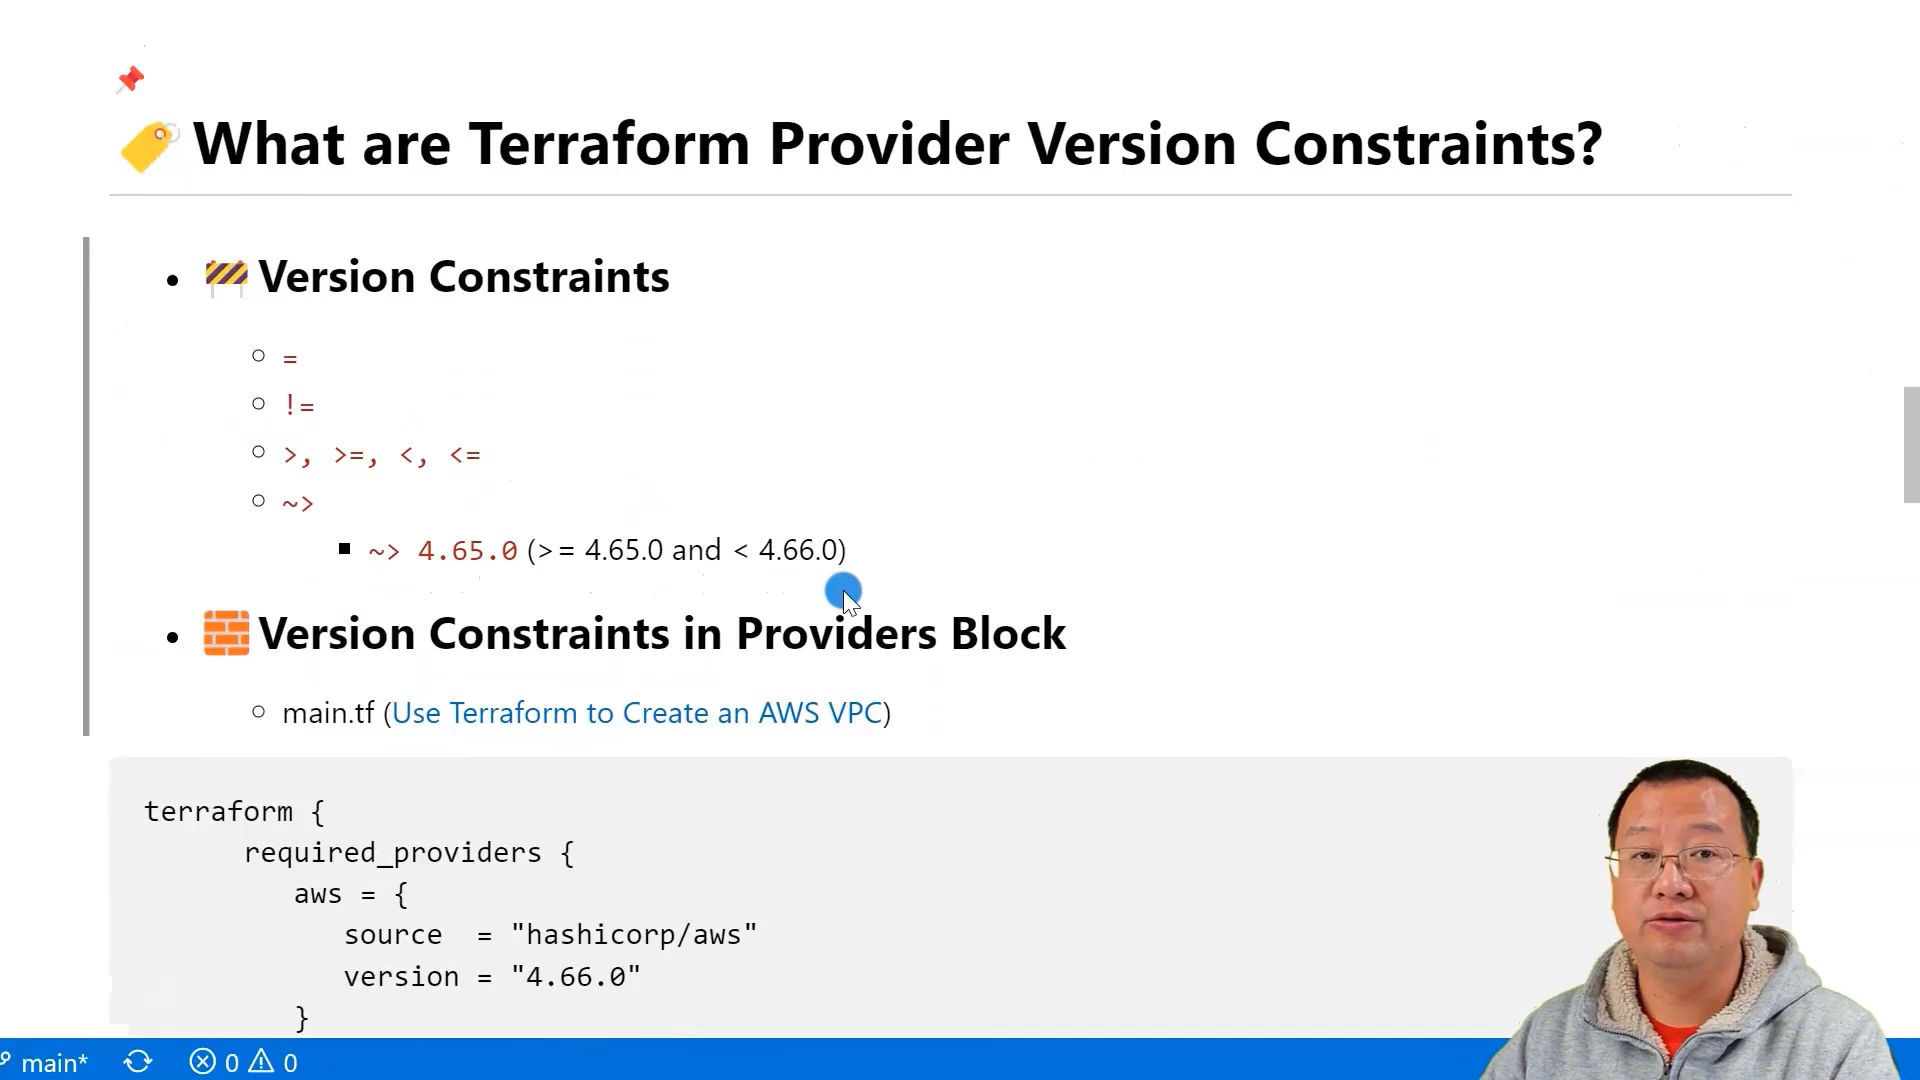 What are Terraform Provider Version Constraints?
Version Constraints
=
!=
>, >=, <, <=
~>
~> 4.65.0 (>= 4.65.0 and < 4.66.0)
Version Constraints in Providers Block
main.tf (Use Terraform to Create an AWS VPC)
terraform {
required_providers {
aws = {
source = "hashicorp/aws"
version = "4.66.0"
}
main* 0 0